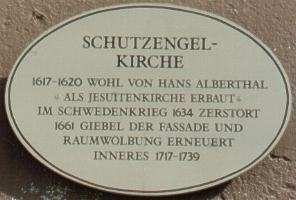 SCHUTZENGEL-
KIRCHE
1617-1620 WOHL VON HANS ALBERTHAL
ALS JESUITENKIRCHE ERBAUT
IM SCHWEDENKRIEG 1634 ZERSTÖRT
1661 GIEBEL DER FASSADE UND
RAUMWÖLBUNG ERNEUERT
INNERES 1717-1739